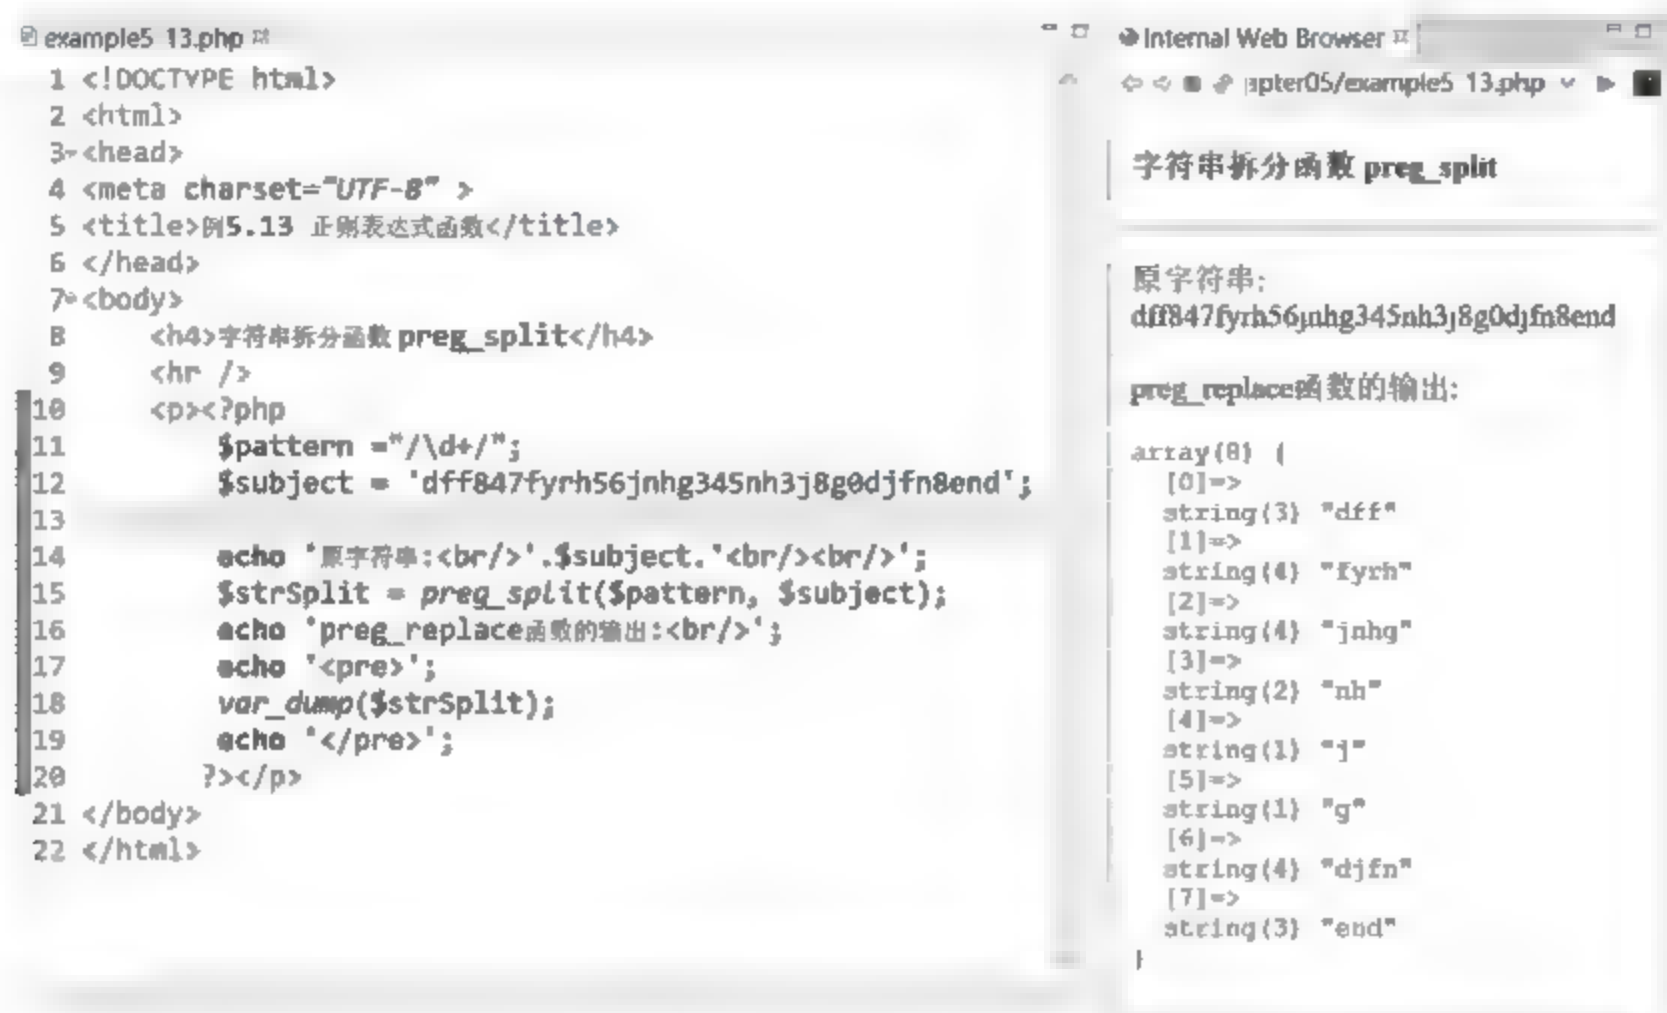 example5_13.php
1 <!DOCTYPE html>
2 <html>
3 <head>
4 <meta charset="UTF-8" >
5 <title>例5.13 正则表达式函数</title>
6 </head>
7 <body>
8 <h4>字符串拆分函数 preg_split</h4>
9 <hr />
10 <p><?php
11 $pattern ="/\d+/";
12 $subject = 'dff847fyrh56jnhg345nh3j8g0djfn8end';
13
14 echo '原字符串:<br/>'.$subject.'<br/><br/>';
15 $strSplit = preg_split($pattern, $subject);
16 echo 'preg_replace函数的输出:<br/>';
17 echo '<pre>';
18 var_dump($strSplit);
19 echo '</pre>';
20 ?></p>
21 </body>
22 </html>
Internal Web Browser
apter05/example5_13.php
字符串拆分函数 preg_split
原字符串:
dff847fyrh56jnhg345nh3j8g0djfn8end
preg_replace函数的输出:
array(8) {
[0]=>
string(3) "dff"
[1]=>
string(4) "fyrh"
[2]=>
string(4) "jnhg"
[3]=>
string(2) "nh"
[4]=>
string(1) "j"
[5]=>
string(1) "g"
[6]=>
string(4) "djfn"
[7]=>
string(3) "end"
}